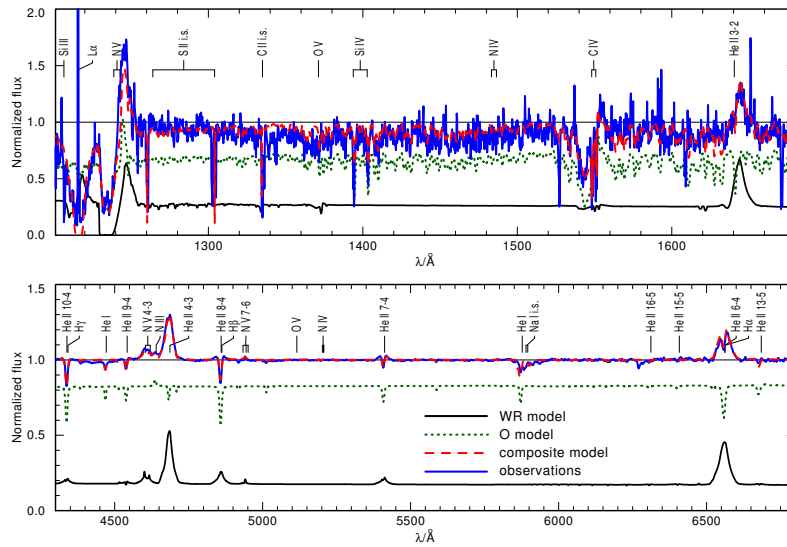 2.0
1.5
1.0
0.5
0.0
Normalized flux
Si III
Lα
N V
S II i.s.
C II i.s.
O V
Si IV
N IV
C IV
He II 3-2
1300
1400
1500
1600
λ/Å
1.5
1.0
0.5
0.0
Normalized flux
He II 10-4
Hγ
He I
He II 9-4
N V 4-3
N III
He II 4-3
He II 8-4
Hβ
N V 7-6
O V
N IV
He II 7-4
He I
Na I i.s.
He II 16-5
He II 15-5
He II 6-4
Hα
He II 13-5
WR model
O model
composite model
observations
4500
5000
5500
6000
6500
λ/Å